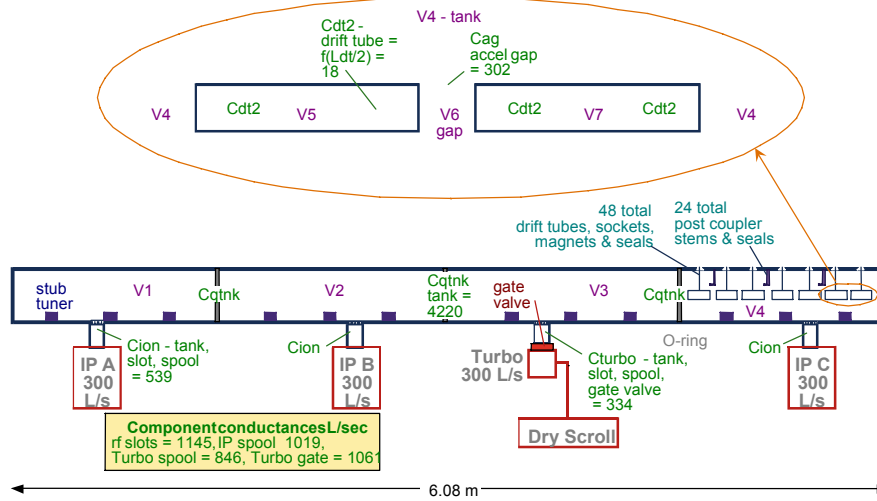 V4 - tank
Cdt2 -
drift tube =
f(Ldt/2) =
18
Cag
accel gap
= 302
V4
Cdt2
V5
V6
gap
Cdt2
V7
Cdt2
V4
48 total
drift tubes, sockets,
magnets & seals
24 total
post coupler
stems & seals
stub
tuner
V1
Cqtnk
V2
Cqtnk
tank =
4220
gate
valve
V3
Cqtnk
V4
Cion - tank,
slot, spool
= 539
Cion
Turbo
300 L/s
Cturbo - tank,
slot, spool,
gate valve
= 334
O-ring
Cion
IP A
300
L/s
IP B
300
L/s
IP C
300
L/s
Dry Scroll
Component conductances L/sec
rf slots = 1145, IP spool 1019,
Turbo spool = 846, Turbo gate = 1061
6.08 m